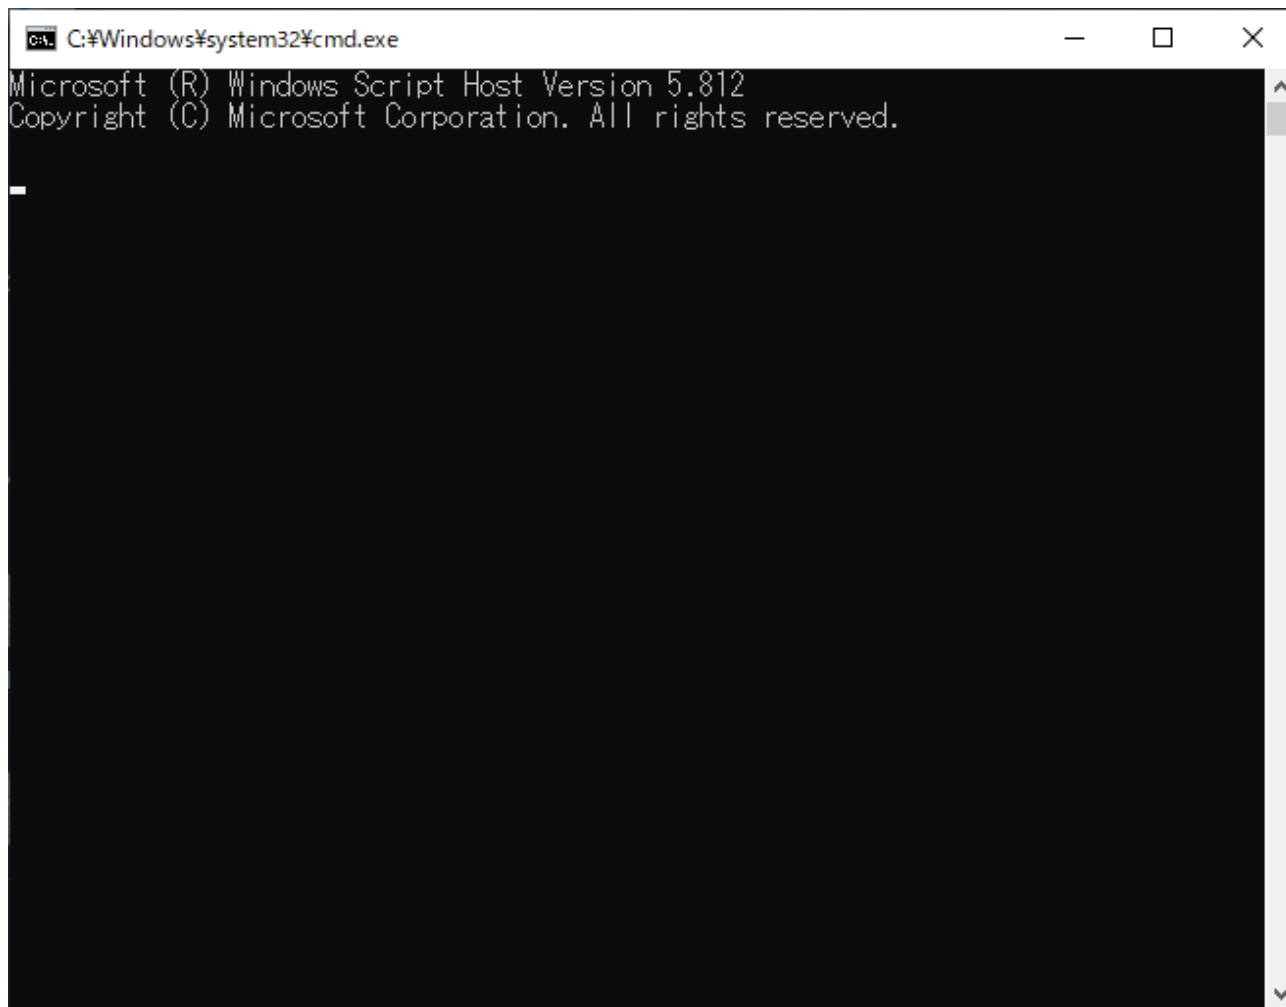 C:¥Windows¥system32¥cmd.exe
Microsoft (R) Windows Script Host Version 5.812
Copyright (C) Microsoft Corporation. All rights reserved.